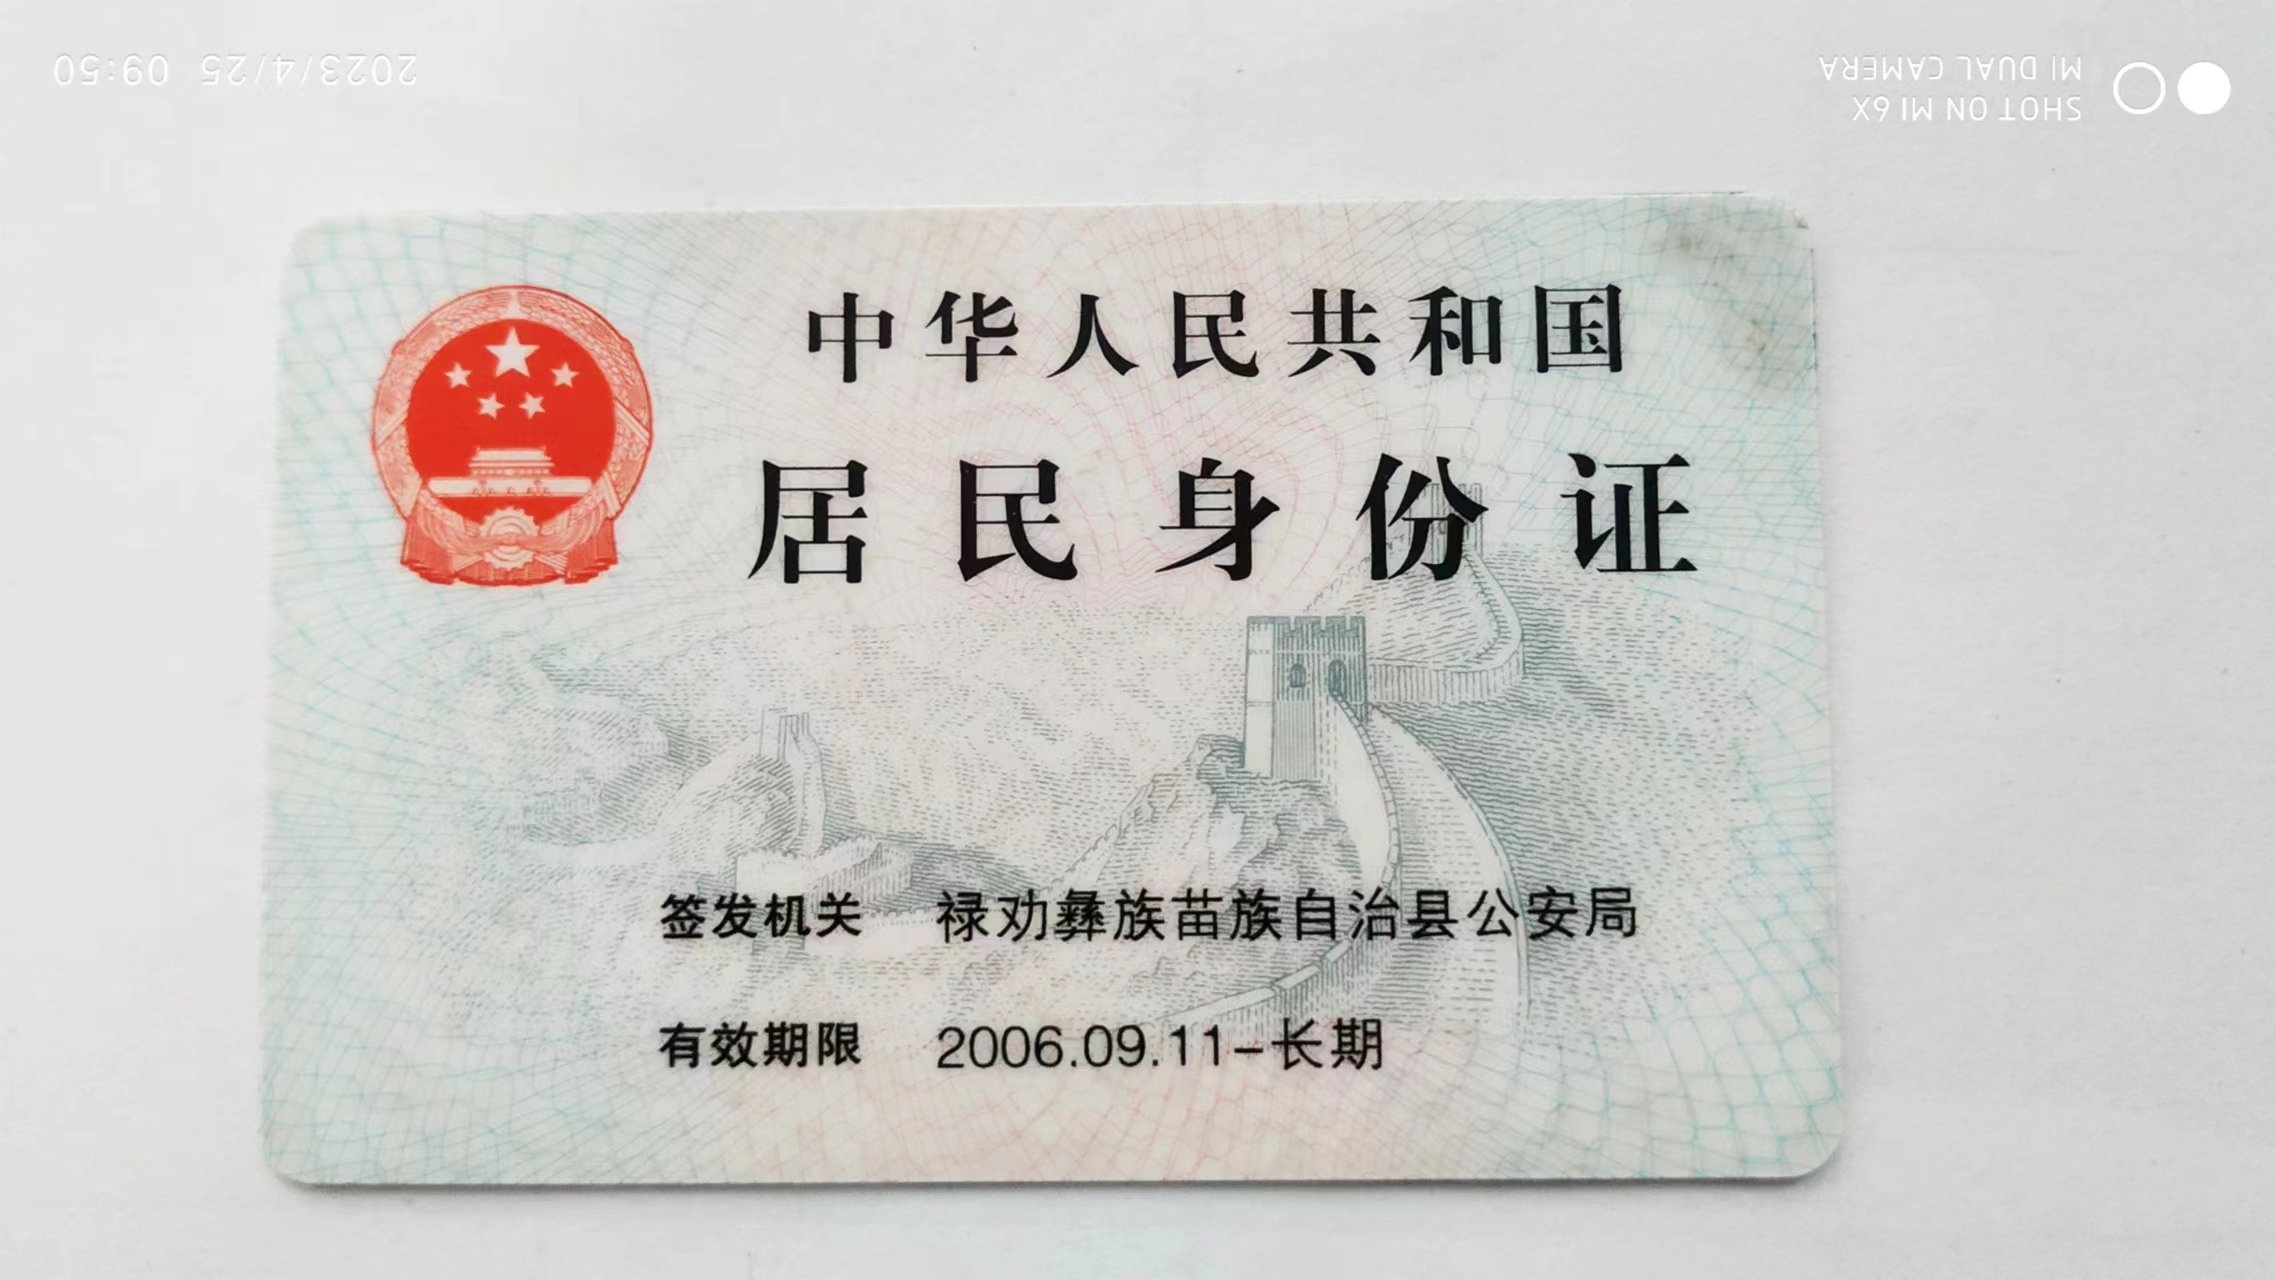 2023/4/25 09:50
SHOT ON MI 6X
MI DUAL CAMERA
中华人民共和国
居民身份证
签发机关 禄劝彝族苗族自治县公安局
有效期限 2006.09.11-长期